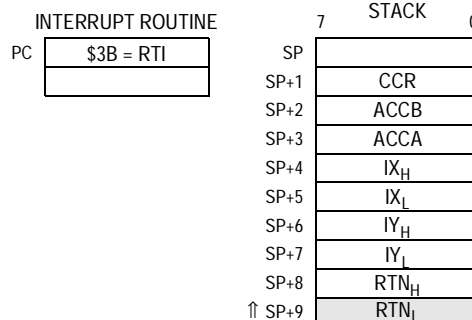 INTERRUPT ROUTINE
PC $3B = RTI
7 STACK 0
SP
SP+1 CCR
SP+2 ACCB
SP+3 ACCA
SP+4 IXH
SP+5 IXL
SP+6 IYH
SP+7 IYL
SP+8 RTNH
⇑ SP+9 RTNL